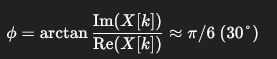 ϕ = arctan Im(X[k]) / Re(X[k]) ≈ π/6 (30°)